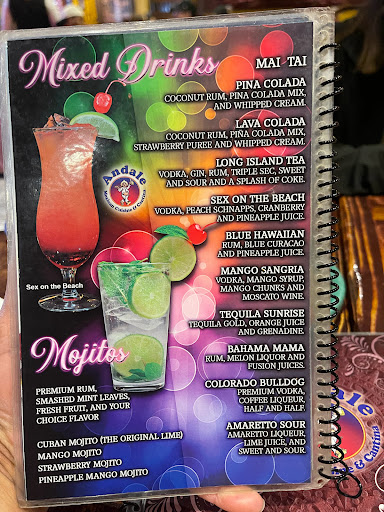 Mixed Drinks
MAI TAI
PINA COLADA
COCONUT RUM, PINA COLADA MIX,
AND WHIPPED CREAM.
LAVA COLADA
COCONUT RUM, PINA COLADA MIX,
STRAWBERRY PUREE AND WHIPPED CREAM.
LONG ISLAND TEA
VODKA, GIN, RUM, TRIPLE SEC, SWEET
AND SOUR AND A SPLASH OF COKE.
SEX ON THE BEACH
VODKA, PEACH SCHNAPPS, CRANBERRY
AND PINEAPPLE JUICE.
BLUE HAWAIIAN
RUM, BLUE CURACAO
AND PINEAPPLE JUICE.
MANGO SANGRIA
VODKA, MANGO SYRUP,
MANGO CHUNKS AND
MOSCATO WINE.
TEQUILA SUNRISE
TEQUILA GOLD, ORANGE JUICE
AND GRENADINE.
BAHAMA MAMA
RUM, MELON LIQUOR AND
FUSION JUICES.
COLORADO BULLDOG
PREMIUM VODKA,
COFFEE LIQUEUR,
HALF AND HALF.
AMARETTO SOUR
AMARETTO LIQUEUR,
LIME JUICE, AND
SWEET AND SOUR.
Andale
Mexican Cuisine & Cantina
Sex on the Beach
Mojitos
PREMIUM RUM,
SMASHED MINT LEAVES,
FRESH FRUIT, AND YOUR
CHOICE FLAVOR
CUBAN MOJITO (THE ORIGINAL LIME)
MANGO MOJITO
STRAWBERRY MOJITO
PINEAPPLE MANGO MOJITO
Andale
& Cantina